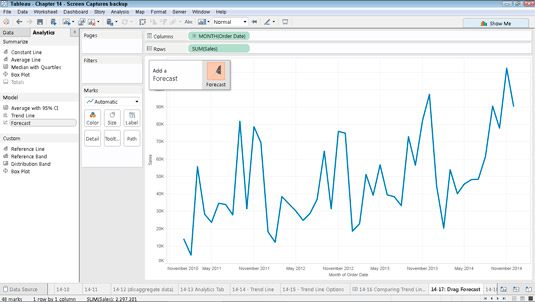 Tableau - Chapter 14 - Screen Captures backup
File Data Worksheet Dashboard Story Analysis Map Format Server Window Help
Abc Normal Show Me
Data Analytics
Summarize
Constant Line
Average Line
Median with Quartiles
Box Plot
Totals
Model
Average with 95% CI
Trend Line
Forecast
Custom
Reference Line
Reference Band
Distribution Band
Box Plot
Pages
Filters
Marks
Automatic
Color Size Label
Detail Toolt... Path
Columns MONTH(Order Date)
Rows SUM(Sales)
Add a
Forecast
Forecast
90K
80K
70K
60K
50K
40K
30K
20K
10K
0K
Sales
November 2010 May 2011 November 2011 May 2012 November 2012 May 2013 November 2013 May 2014 November 2014
Month of Order Date
Data Source 14-10 14-11 14-12 (disaggregate data) 14-13 Analytics Tab 14-14 - Trend Line 14-15 - Trend Line Options 14-16 Comparing Trend Lin... 14-17: Drag Forecast
48 marks 1 row by 1 column SUM(Sales): 2,297,201